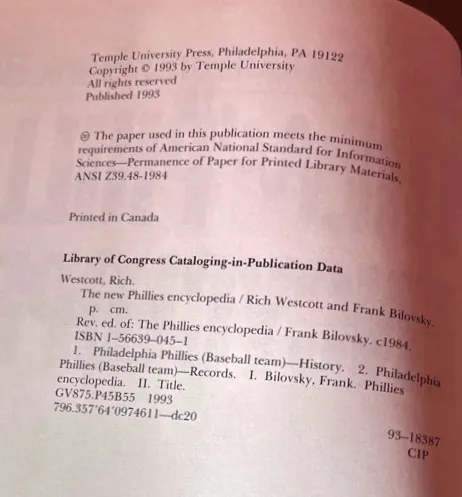 Temple University Press, Philadelphia, PA 19122
Copyright © 1993 by Temple University
All rights reserved
Published 1993
♾ The paper used in this publication meets the minimum
requirements of American National Standard for Information
Sciences—Permanence of Paper for Printed Library Materials,
ANSI Z39.48-1984
Printed in Canada
Library of Congress Cataloging-in-Publication Data
Westcott, Rich.
The new Phillies encyclopedia / Rich Westcott and Frank Bilovsky.
p. cm.
Rev. ed. of: The Phillies encyclopedia / Frank Bilovsky. c1984.
ISBN 1-56639-045-1
1. Philadelphia Phillies (Baseball team)—History. 2. Philadelphia
Phillies (Baseball team)—Records. I. Bilovsky, Frank. Phillies
encyclopedia. II. Title.
GV875.P45B55 1993
796.357′64′0974611—dc20
93-18387
CIP